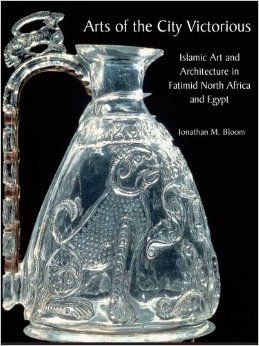 Arts of the City Victorious
Islamic Art and
Architecture in
Fatimid North Africa
and Egypt
Jonathan M. Bloom